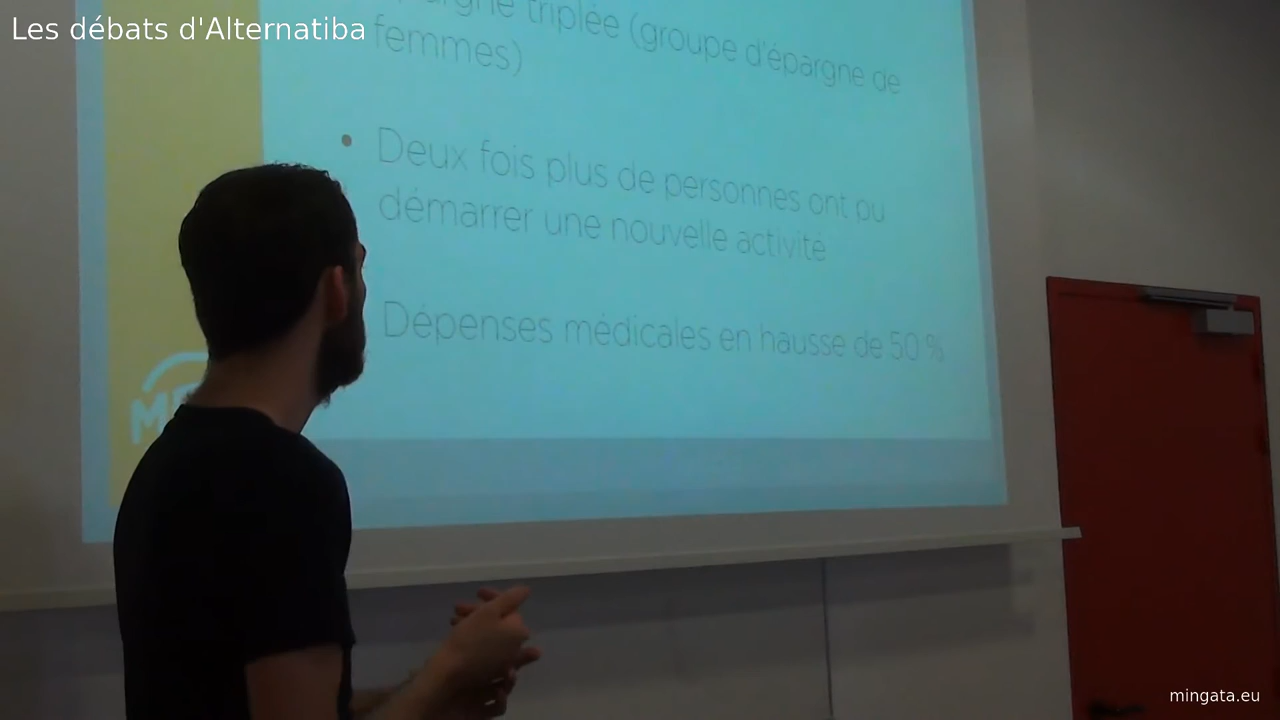 Les débats d'Alternatiba
triplée (groupe d'épargne de
femmes)
• Deux fois plus de personnes ont pu
démarrer une nouvelle activité
Dépenses médicales en hausse de 50 %
mingata.eu